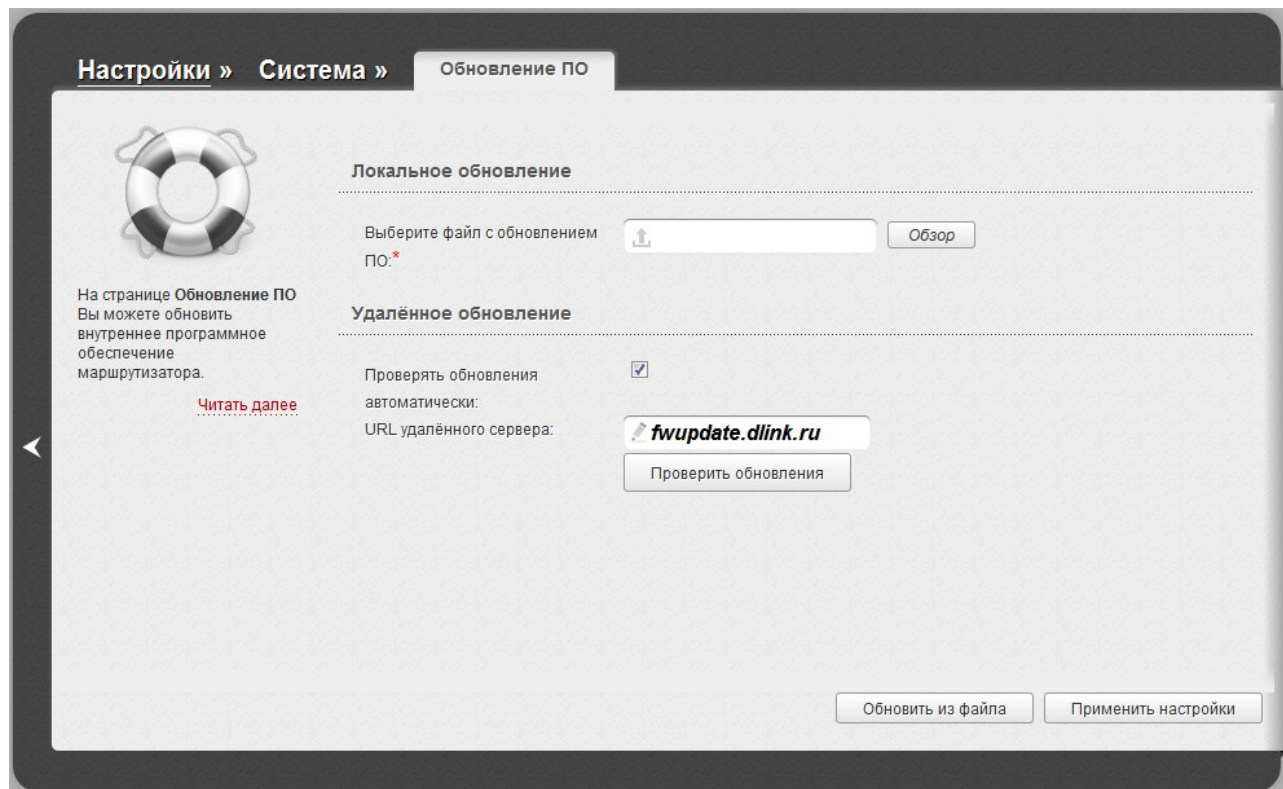 Настройки » Система » Обновление ПО
Локальное обновление
Выберите файл с обновлением
ПО:*
Обзор
На странице Обновление ПО
Вы можете обновить
внутреннее программное
обеспечение
маршрутизатора.
Читать далее
Удалённое обновление
Проверять обновления
автоматически:
URL удалённого сервера:
fwupdate.dlink.ru
Проверить обновления
Обновить из файла
Применить настройки